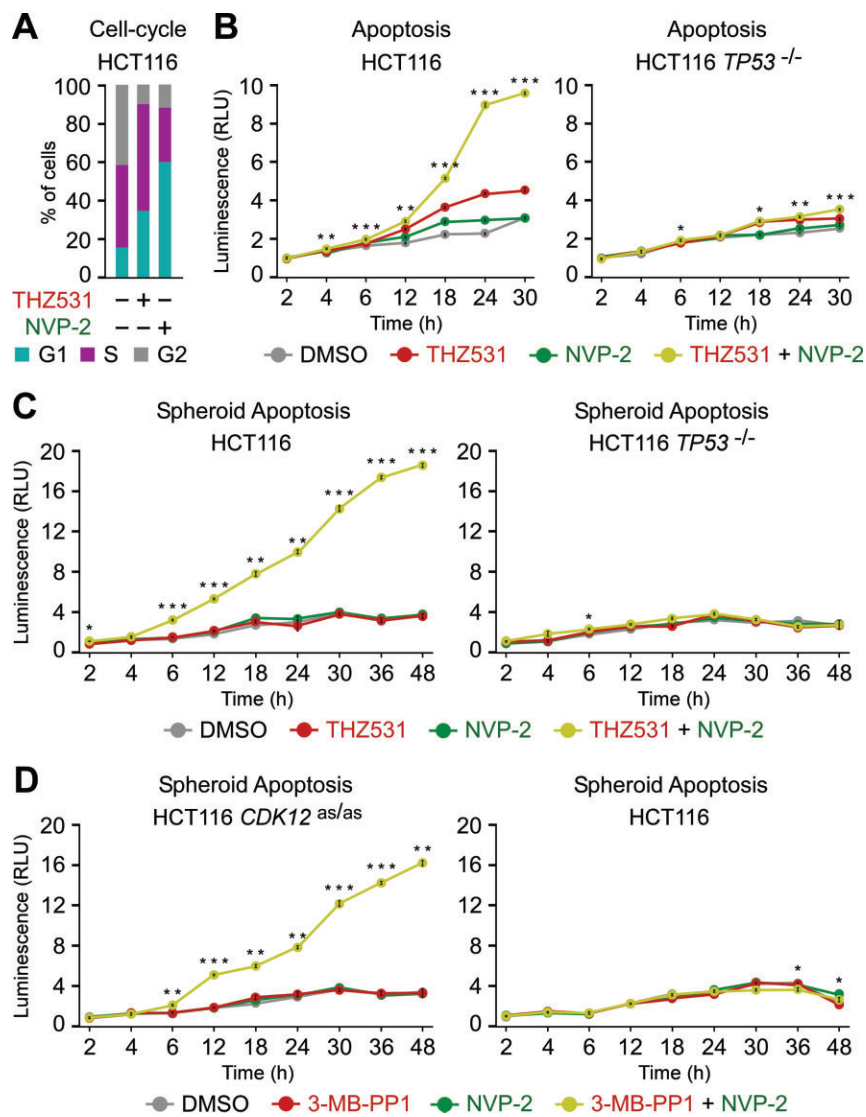 A
Cell-cycle
HCT116
% of cells
100
80
60
40
20
0
THZ531 – + –
NVP-2 – – +
G1 S G2
B
Apoptosis
HCT116
Luminescence (RLU)
10
8
6
4
2
0
** *** ** *** *** ***
2 4 6 12 18 24 30
Time (h)
Apoptosis
HCT116 TP53 -/-
10
8
6
4
2
0
* * ** ***
2 4 6 12 18 24 30
Time (h)
DMSO THZ531 NVP-2 THZ531 + NVP-2
C
Spheroid Apoptosis
HCT116
Luminescence (RLU)
20
16
12
8
4
0
* *** *** ** ** *** *** ***
2 4 6 12 18 24 30 36 48
Time (h)
Spheroid Apoptosis
HCT116 TP53 -/-
20
16
12
8
4
0
*
2 4 6 12 18 24 30 36 48
Time (h)
DMSO THZ531 NVP-2 THZ531 + NVP-2
D
Spheroid Apoptosis
HCT116 CDK12 as/as
Luminescence (RLU)
20
16
12
8
4
0
** *** ** ** *** *** **
2 4 6 12 18 24 30 36 48
Time (h)
Spheroid Apoptosis
HCT116
20
16
12
8
4
0
* *
2 4 6 12 18 24 30 36 48
Time (h)
DMSO 3-MB-PP1 NVP-2 3-MB-PP1 + NVP-2